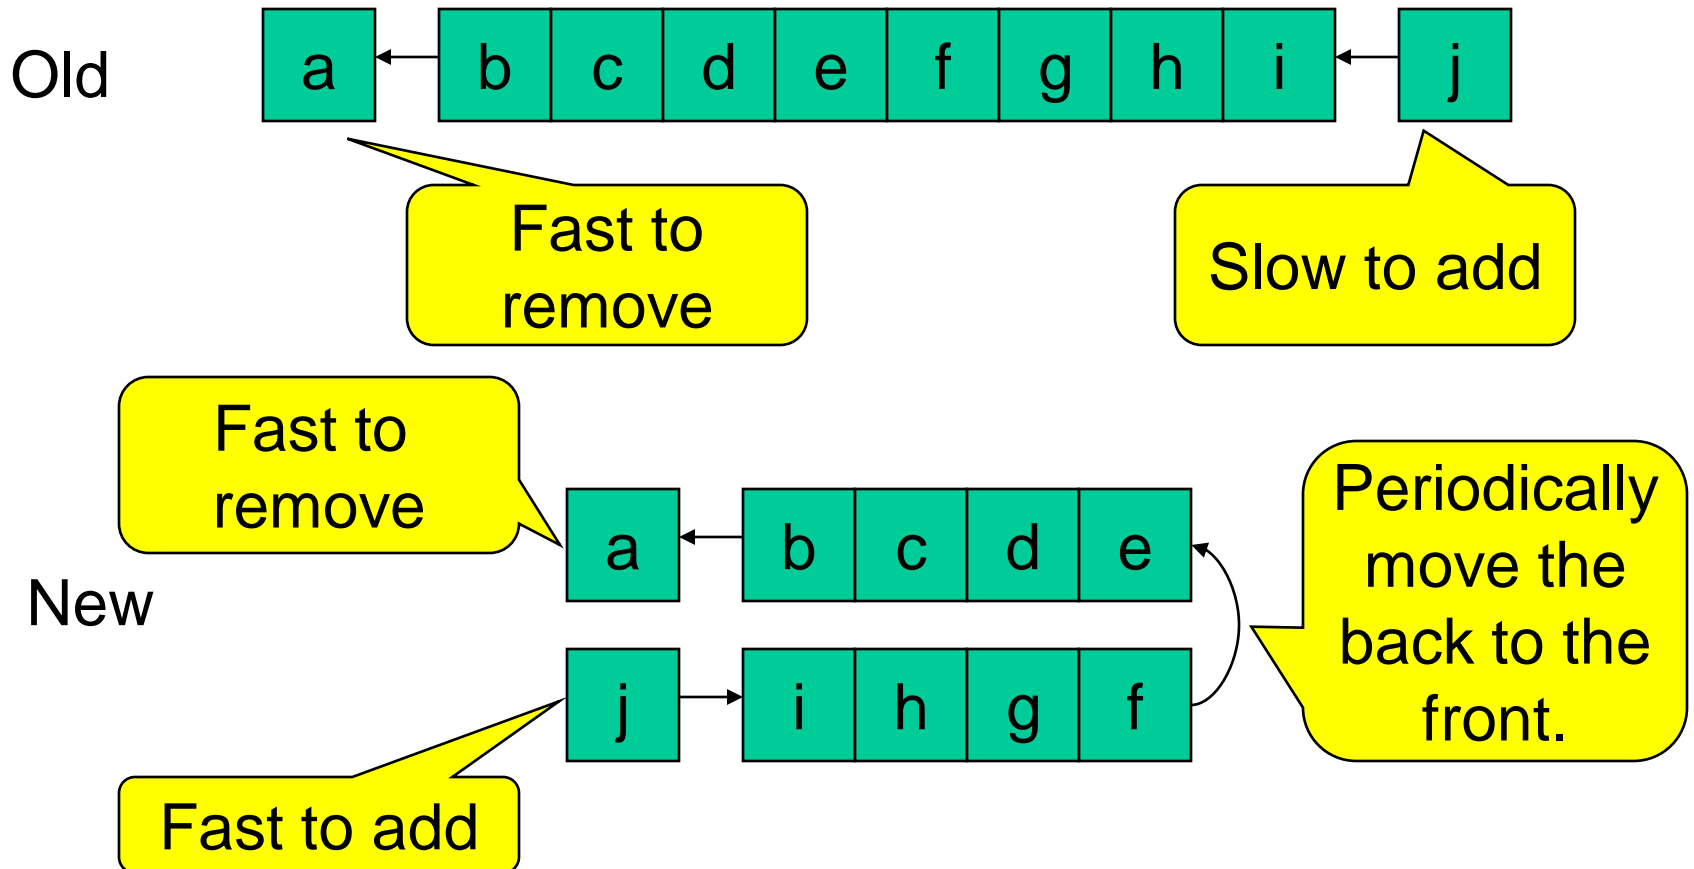 Old
a b c d e f g h i j
Fast to
remove
Slow to add
Fast to
remove
New
a b c d e
j i h g f
Periodically
move the
back to the
front.
Fast to add